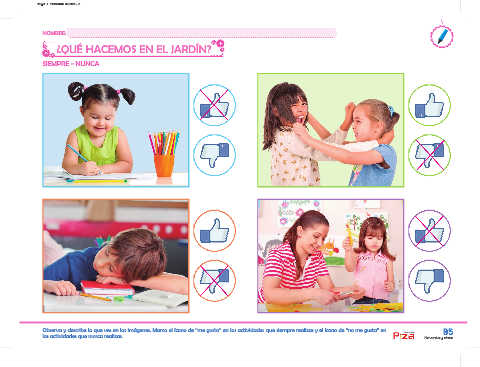 NOMBRE:
¿QUÉ HACEMOS EN EL JARDÍN?
SIEMPRE - NUNCA
Observa y describe lo que ves en las imágenes. Marca el ícono de "me gusta" en las actividades que siempre realizas y el ícono de "no me gusta" en
las actividades que nunca realizas.
85